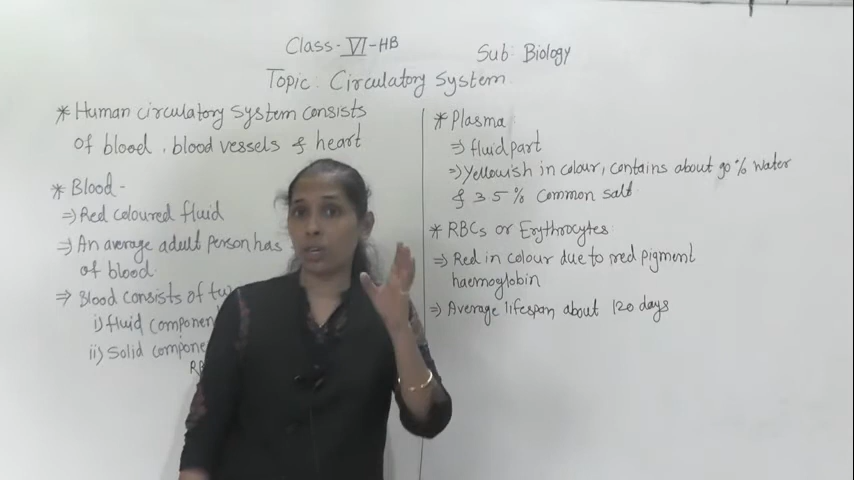 Class-VI-HB
Sub: Biology
Topic: Circulatory System.
* Human circulatory system consists
of blood, blood vessels & heart
* Blood -
⇒ Red coloured fluid
⇒ An average adult person has
of blood.
⇒ Blood consists of
i) fluid
ii) Solid
* Plasma
⇒ fluid part
⇒ Yellowish in colour, contains about 90% water
& 3.5% common salt.
* RBCs or Erythrocytes:
⇒ Red in colour due to red pigment
haemoglobin
⇒ Average lifespan about 120 days